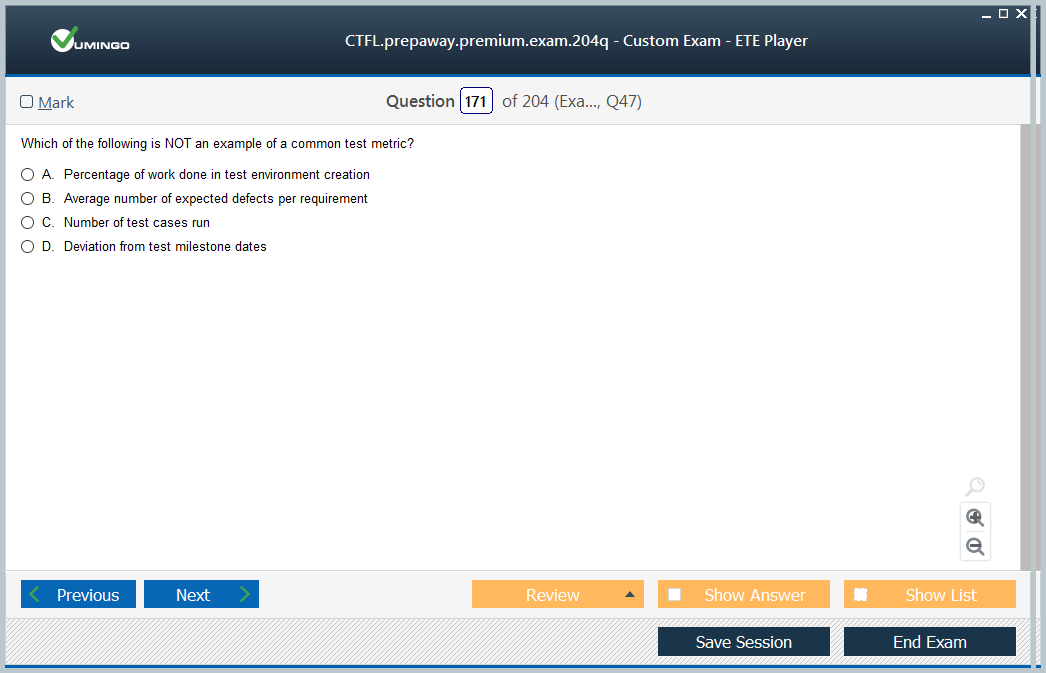 VUMINGO
CTFL.prepaway.premium.exam.204q - Custom Exam - ETE Player
Mark
Question 171 of 204 (Exa..., Q47)
Which of the following is NOT an example of a common test metric?
A. Percentage of work done in test environment creation
B. Average number of expected defects per requirement
C. Number of test cases run
D. Deviation from test milestone dates
Previous Next Review Show Answer Show List
Save Session End Exam